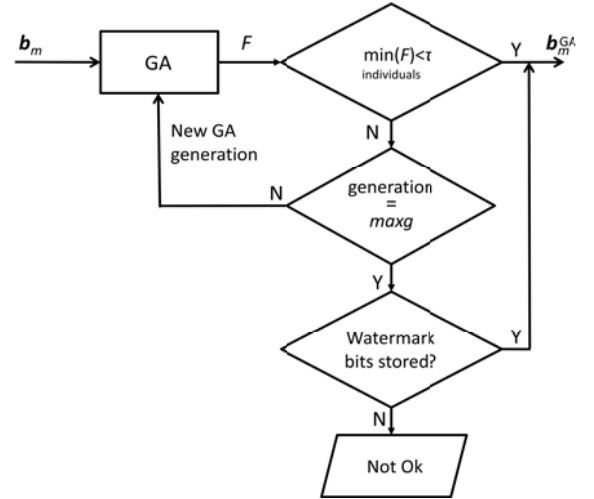 b_m
GA
F
min(F)<τ
individuals
Y
b_m^GA
N
New GA
generation
N
generation
=
maxg
Y
Watermark
bits stored?
Y
N
Not Ok